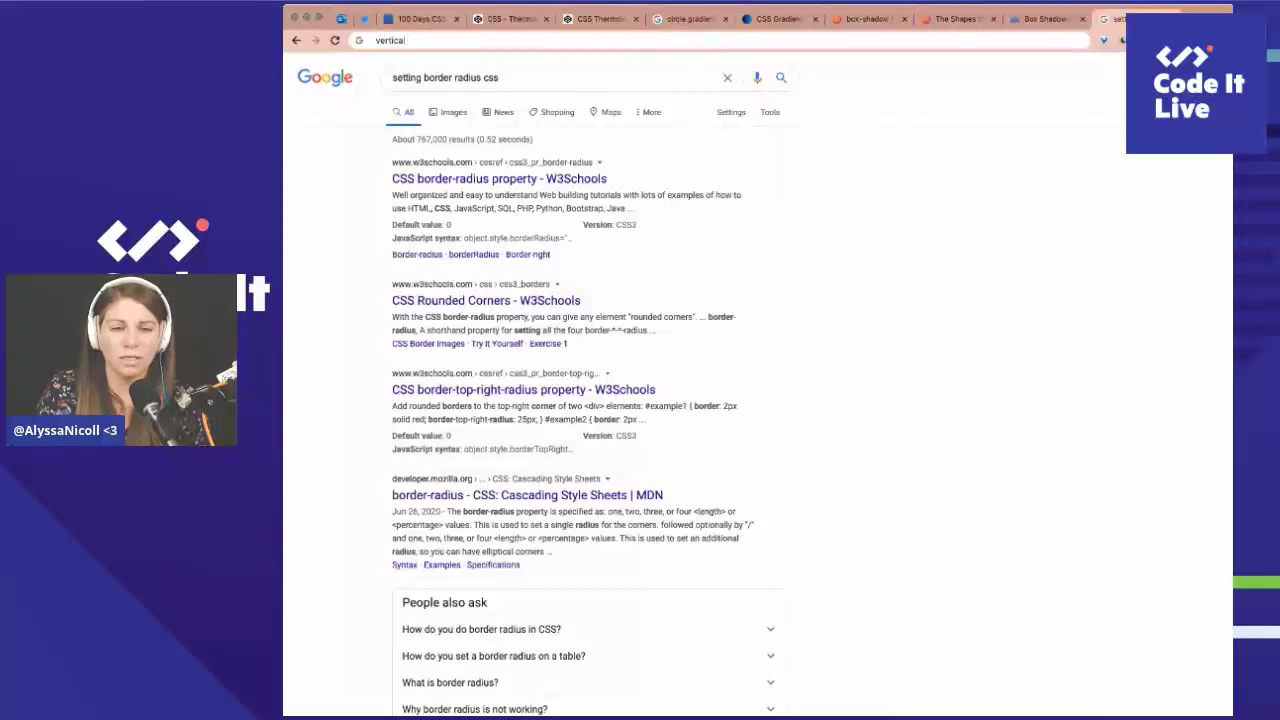 100 Days CSS
CSS Thermo
circle gradien
CSS Gradien
box-shadow
The Shapes
Box Shadow
vertical
Code It
Live
Google
setting border radius css
All
Images
News
Shopping
Maps
More
Settings
Tools
About 767,000 results (0.52 seconds)
www.w3schools.com › cssref › css3_pr_border-radius
CSS border-radius property - W3Schools
Well organized and easy to understand Web building tutorials with lots of examples of how to
use HTML, CSS, JavaScript, SQL, PHP, Python, Bootstrap, Java ...
Default value: 0
Version: CSS3
JavaScript syntax: object.style.borderRadius="..
Border-radius · borderRadius · Border-right
www.w3schools.com › css › css3_borders
CSS Rounded Corners - W3Schools
With the CSS border-radius property, you can give any element "rounded corners". ... border-
radius, A shorthand property for setting all the four border-*-*-radius ...
CSS Border Images · Try it Yourself · Exercise 1
www.w3schools.com › cssref › css3_pr_border-top-rig...
CSS border-top-right-radius property - W3Schools
Add rounded borders to the top-right corner of two <div> elements: #example1 { border: 2px
solid red; border-top-right-radius: 25px; } #example2 { border: 2px ...
Default value: 0
Version: CSS3
JavaScript syntax: object.style.borderTopRight...
developer.mozilla.org › ... › CSS: Cascading Style Sheets
border-radius - CSS: Cascading Style Sheets | MDN
Jun 26, 2020 - The border-radius property is specified as: one, two, three, or four <length> or
<percentage> values. This is used to set a single radius for the corners. followed optionally by "/"
and one, two, three, or four <length> or <percentage> values. This is used to set an additional
radius, so you can have elliptical corners ...
Syntax · Examples · Specifications
People also ask
How do you do border radius in CSS?
How do you set a border radius on a table?
What is border radius?
Why border radius is not working?
It
@AlyssaNicoll <3